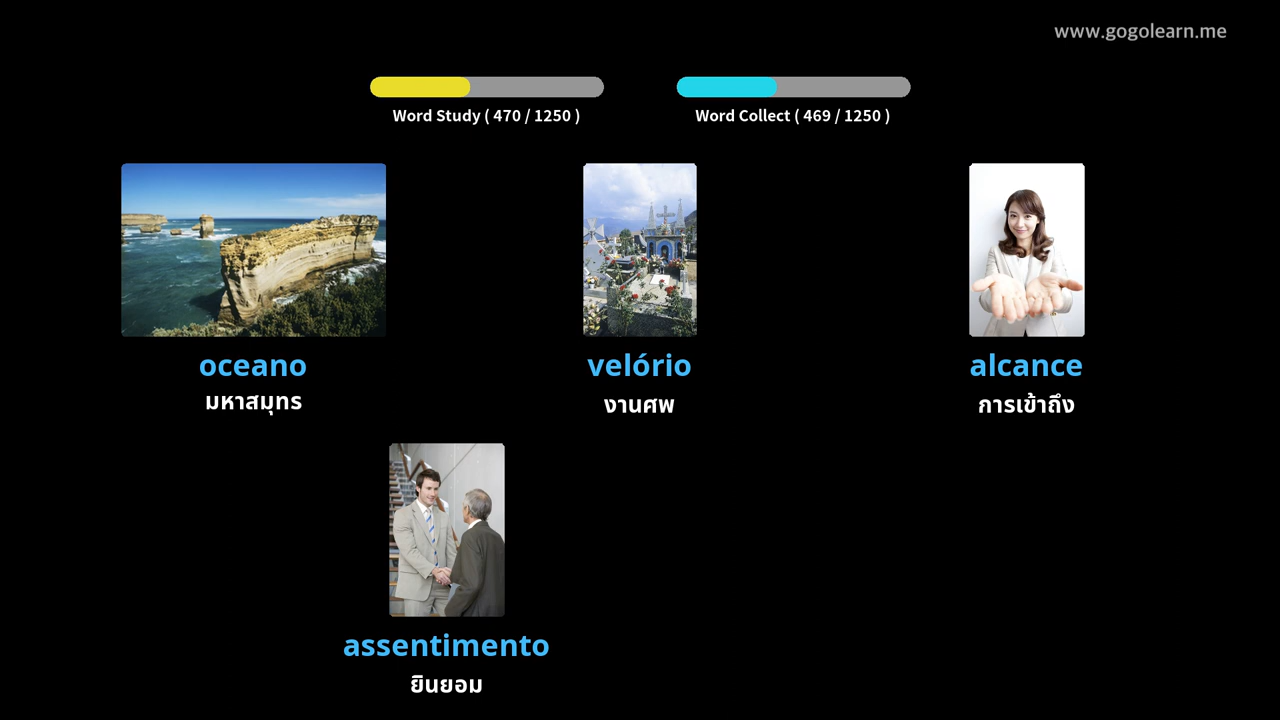 www.gogolearn.me
Word Study ( 470 / 1250 )
Word Collect ( 469 / 1250 )
oceano
มหาสมุทร
velório
งานศพ
alcance
การเข้าถึง
assentimento
ยินยอม